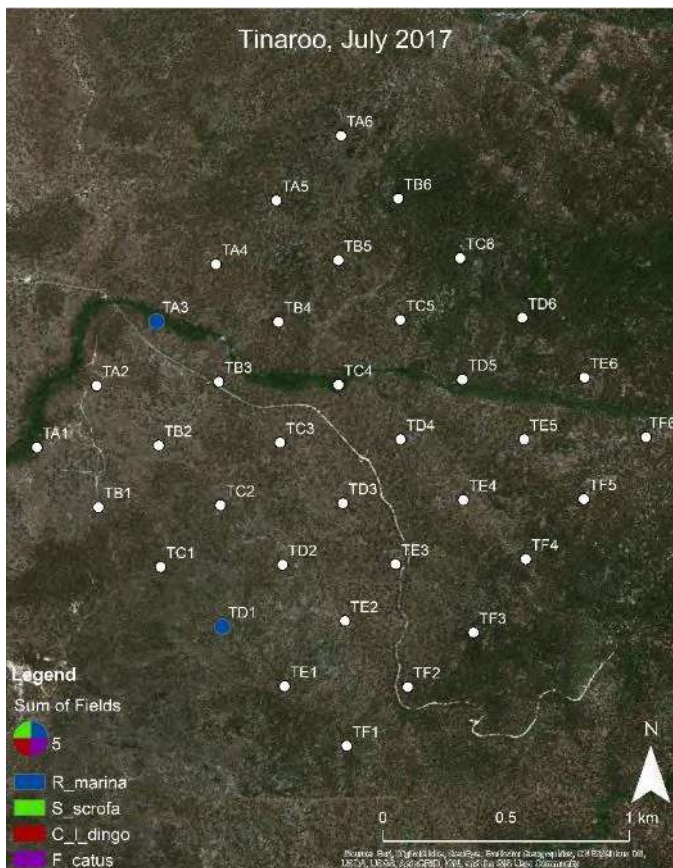 Tinaroo, July 2017
TA6
TA5
TB6
TA4
TB5
TC6
TA3
TB4
TC5
TD6
TA2
TB3
TC4
TD5
TE6
TA1
TB2
TC3
TD4
TE5
TF6
TB1
TC2
TD3
TE4
TF5
TC1
TD2
TE3
TF4
TD1
TE2
TF3
TE1
TF2
TF1
Legend
Sum of Fields
5
R_marina
S_scrofa
C_l_dingo
F_catus
N
0 0.5 1 km